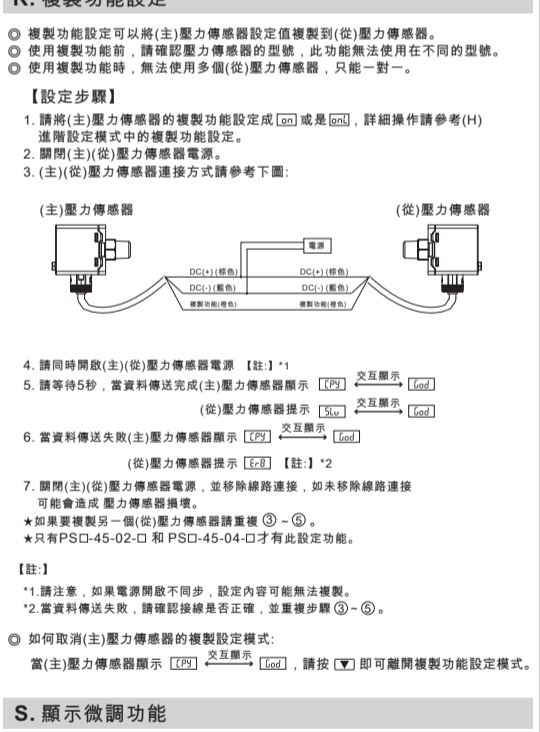 K. 複製功能設定
◎ 複製功能設定可以將(主)壓力傳感器設定值複製到(從)壓力傳感器。
◎ 使用複製功能前，請確認壓力傳感器的型號，此功能無法使用在不同的型號。
◎ 使用複製功能時，無法使用多個(從)壓力傳感器，只能一對一。
【設定步驟】
1. 請將(主)壓力傳感器的複製功能設定成 on 或是 onL，詳細操作請參考(H)
進階設定模式中的複製功能設定。
2. 關閉(主)(從)壓力傳感器電源。
3. (主)(從)壓力傳感器連接方式請參考下圖:
(主)壓力傳感器 (從)壓力傳感器
電源
DC(+) (棕色) DC(+) (棕色)
DC(-) (藍色) DC(-) (藍色)
複製功能(橙色) 複製功能(橙色)
4. 請同時開啟(主)(從)壓力傳感器電源 【註:】*1
5. 請等待5秒，當資料傳送完成(主)壓力傳感器顯示 CPY 交互顯示 God
(從)壓力傳感器提示 SLv 交互顯示 God
6. 當資料傳送失敗(主)壓力傳感器顯示 CPY 交互顯示 God
(從)壓力傳感器提示 Er8 【註:】*2
7. 關閉(主)(從)壓力傳感器電源，並移除線路連接，如未移除線路連接
可能會造成 壓力傳感器損壞。
★如果要複製另一個(從)壓力傳感器請重複 ③ ~ ⑤ 。
★只有PS□-45-02-□ 和 PS□-45-04-□才有此設定功能。
【註:】
*1.請注意，如果電源開啟不同步，設定內容可能無法複製。
*2.當資料傳送失敗，請確認接線是否正確，並重複步驟 ③ ~ ⑤ 。
◎ 如何取消(主)壓力傳感器的複製設定模式:
當(主)壓力傳感器顯示 CPY 交互顯示 God ，請按 ▼ 即可離開複製功能設定模式。
S. 顯示微調功能